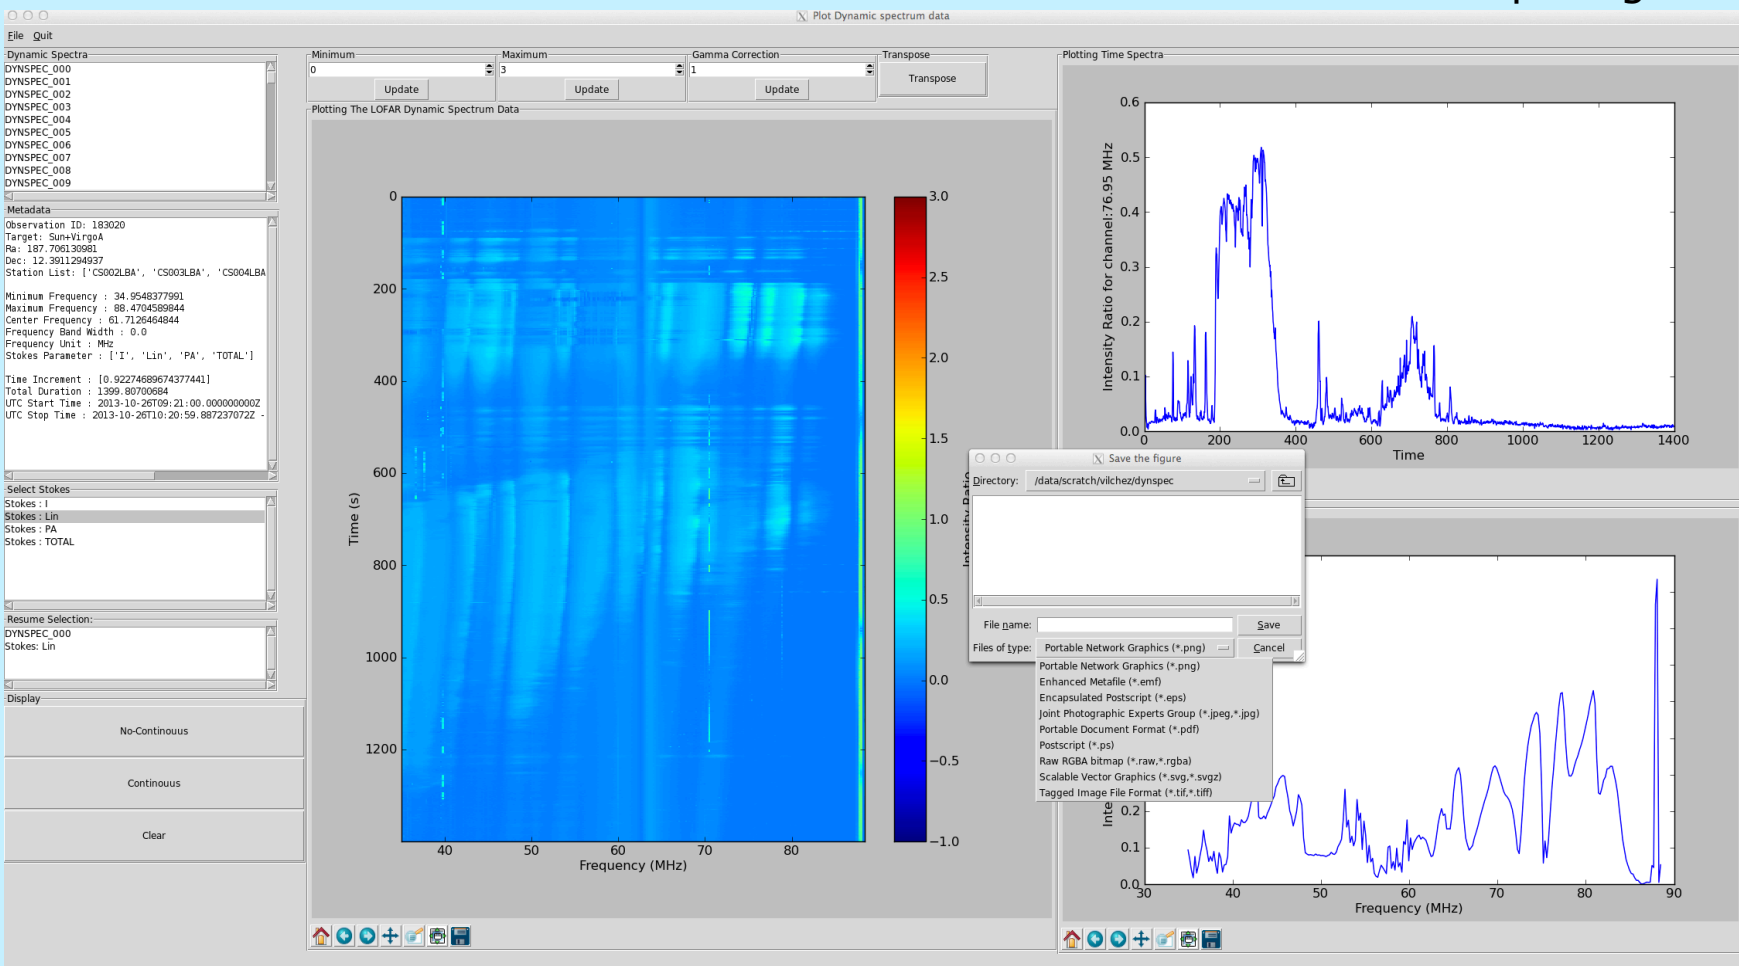 Plot Dynamic spectrum data
File Quit
Dynamic Spectra
DYNSPEC_000
DYNSPEC_001
DYNSPEC_002
DYNSPEC_003
DYNSPEC_004
DYNSPEC_005
DYNSPEC_006
DYNSPEC_007
DYNSPEC_008
DYNSPEC_009
Metadata
Observation ID: 183020
Target: Sun+VirgoA
Ra: 187.706130981
Dec: 12.3911294937
Station List: ['CS002LBA', 'CS003LBA', 'CS004LBA
Minimum Frequency : 34.9548377991
Maximum Frequency : 88.4704589844
Center Frequency : 61.7126464844
Frequency Band Width : 0.0
Frequency Unit : MHz
Stokes Parameter : ['I', 'Lin', 'PA', 'TOTAL']
Time Increment : [0.92274689674377441]
Total Duration : 1399.80700684
UTC Start Time : 2013-10-26T09:21:00.000000000Z
UTC Stop Time : 2013-10-26T10:20:59.887237072Z -
Select Stokes
Stokes : I
Stokes : Lin
Stokes : PA
Stokes : TOTAL
Resume Selection:
DYNSPEC_000
Stokes: Lin
Display
No-Continouus
Continouus
Clear
Minimum
0
Update
Maximum
3
Update
Gamma Correction
1
Update
Transpose
Transpose
Plotting The LOFAR Dynamic Spectrum Data
0
200
400
600
800
1000
1200
Time (s)
40 50 60 70 80
Frequency (MHz)
3.0
2.5
2.0
1.5
1.0
0.5
0.0
−0.5
−1.0
Plotting Time Spectra
0.6
0.5
0.4
0.3
0.2
0.1
0.0
Intensity Ratio for channel:76.95 MHz
0 200 400 600 800 1000 1200 1400
Time
Save the figure
Directory: /data/scratch/vilchez/dynspec
File name:
Save
Files of type: Portable Network Graphics (*.png)
Cancel
Portable Network Graphics (*.png)
Enhanced Metafile (*.emf)
Encapsulated Postscript (*.eps)
Joint Photographic Experts Group (*.jpeg,*.jpg)
Portable Document Format (*.pdf)
Postscript (*.ps)
Raw RGBA bitmap (*.raw,*.rgba)
Scalable Vector Graphics (*.svg,*.svgz)
Tagged Image File Format (*.tif,*.tiff)
0.2
0.1
0.0
30 40 50 60 70 80 90
Frequency (MHz)